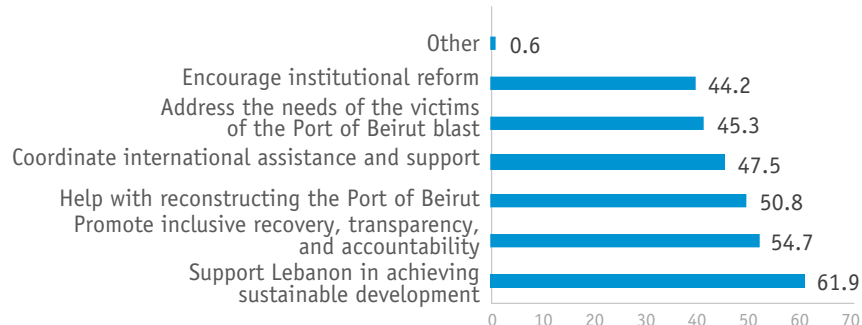 Other 0.6
Encourage institutional reform 44.2
Address the needs of the victims
of the Port of Beirut blast 45.3
Coordinate international assistance and support 47.5
Help with reconstructing the Port of Beirut 50.8
Promote inclusive recovery, transparency,
and accountability 54.7
Support Lebanon in achieving
sustainable development 61.9
0 10 20 30 40 50 60 70